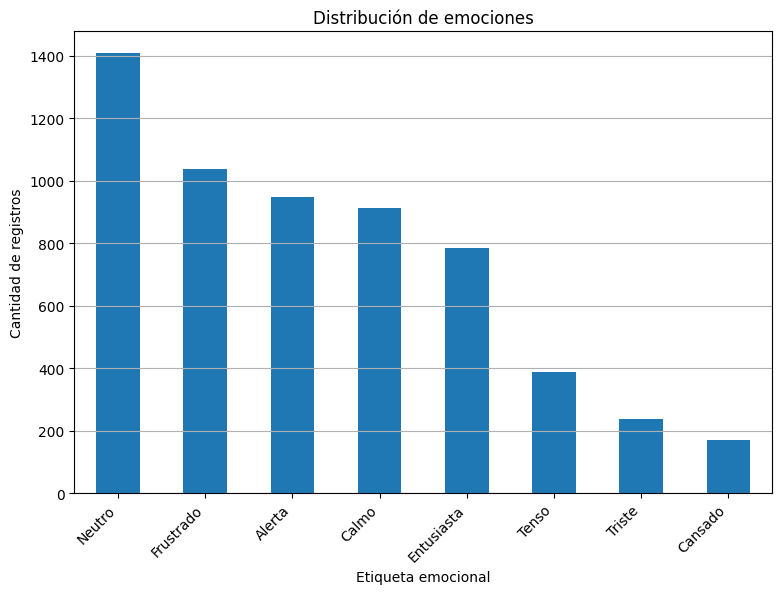 Distribución de emociones
Cantidad de registros
1400
1200
1000
800
600
400
200
0
Neutro
Frustrado
Alerta
Calmo
Entusiasta
Tenso
Triste
Cansado
Etiqueta emocional